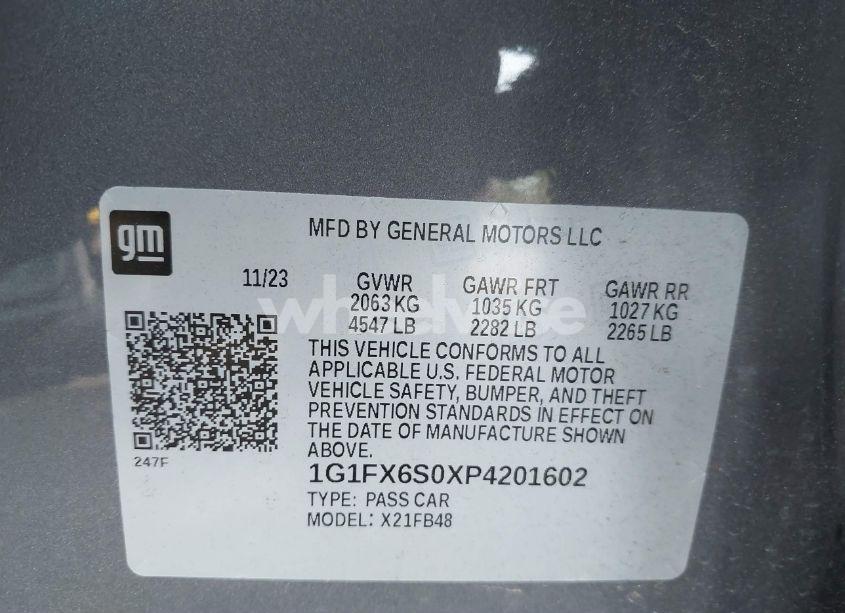 gm
MFD BY GENERAL MOTORS LLC
11/23
GVWR
2063 KG
4547 LB
GAWR FRT
1035 KG
2282 LB
GAWR RR
1027 KG
2265 LB
THIS VEHICLE CONFORMS TO ALL
APPLICABLE U.S. FEDERAL MOTOR
VEHICLE SAFETY, BUMPER, AND THEFT
PREVENTION STANDARDS IN EFFECT ON
THE DATE OF MANUFACTURE SHOWN
ABOVE.
247F
1G1FX6S0XP4201602
TYPE: PASS CAR
MODEL: X21FB48